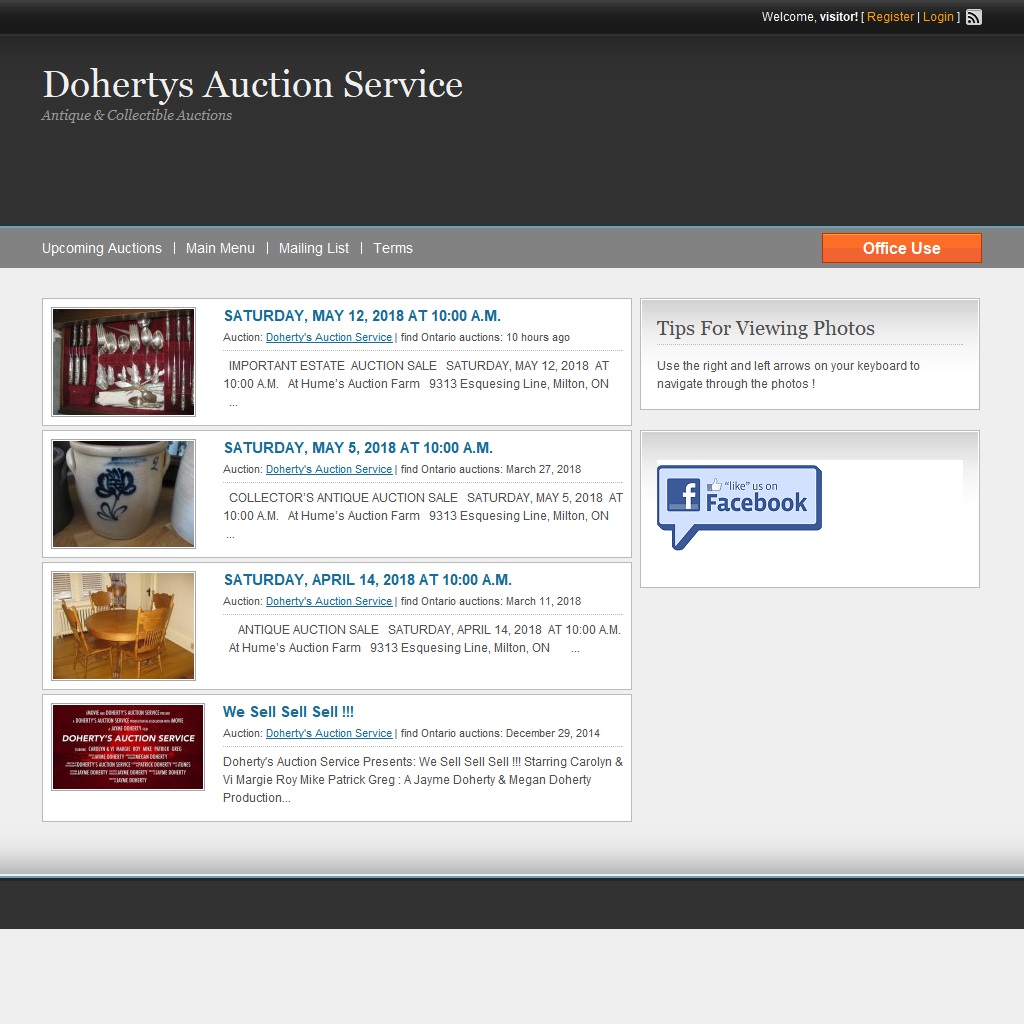 Welcome, visitor! [ Register | Login ]
Dohertys Auction Service
Antique & Collectible Auctions
Upcoming Auctions | Main Menu | Mailing List | Terms
Office Use
SATURDAY, MAY 12, 2018 AT 10:00 A.M.
Auction: Doherty's Auction Service | find Ontario auctions: 10 hours ago
IMPORTANT ESTATE AUCTION SALE SATURDAY, MAY 12, 2018 AT
10:00 A.M. At Hume's Auction Farm 9313 Esquesing Line, Milton, ON
...
SATURDAY, MAY 5, 2018 AT 10:00 A.M.
Auction: Doherty's Auction Service | find Ontario auctions: March 27, 2018
COLLECTOR'S ANTIQUE AUCTION SALE SATURDAY, MAY 5, 2018 AT
10:00 A.M. At Hume's Auction Farm 9313 Esquesing Line, Milton, ON
...
SATURDAY, APRIL 14, 2018 AT 10:00 A.M.
Auction: Doherty's Auction Service | find Ontario auctions: March 11, 2018
ANTIQUE AUCTION SALE SATURDAY, APRIL 14, 2018 AT 10:00 A.M.
At Hume's Auction Farm 9313 Esquesing Line, Milton, ON ...
DOHERTY'S AUCTION SERVICE
We Sell Sell Sell !!!
Auction: Doherty's Auction Service | find Ontario auctions: December 29, 2014
Doherty's Auction Service Presents: We Sell Sell Sell !!! Starring Carolyn &
Vi Margie Roy Mike Patrick Greg : A Jayme Doherty & Megan Doherty
Production...
Tips For Viewing Photos
Use the right and left arrows on your keyboard to
navigate through the photos !
"like" us on
Facebook